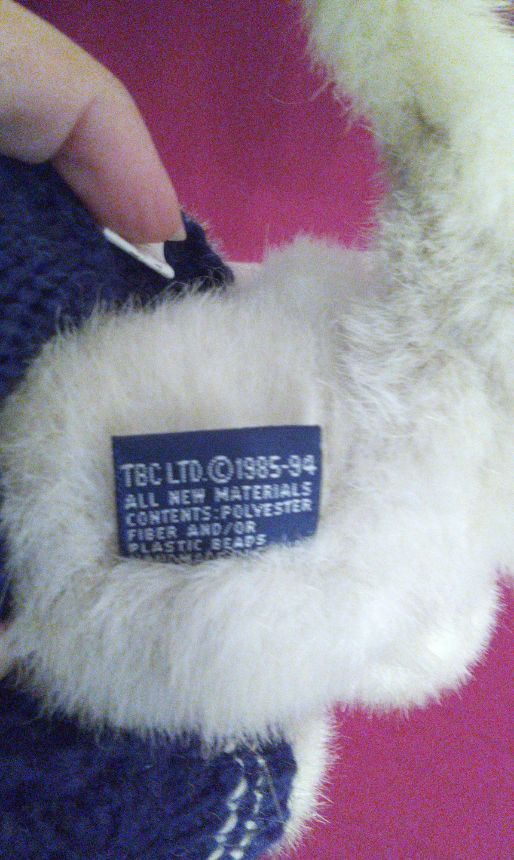 TBC LTD.©1985-94
ALL NEW MATERIALS
CONTENTS:POLYESTER
FIBER AND/OR
PLASTIC BEADS